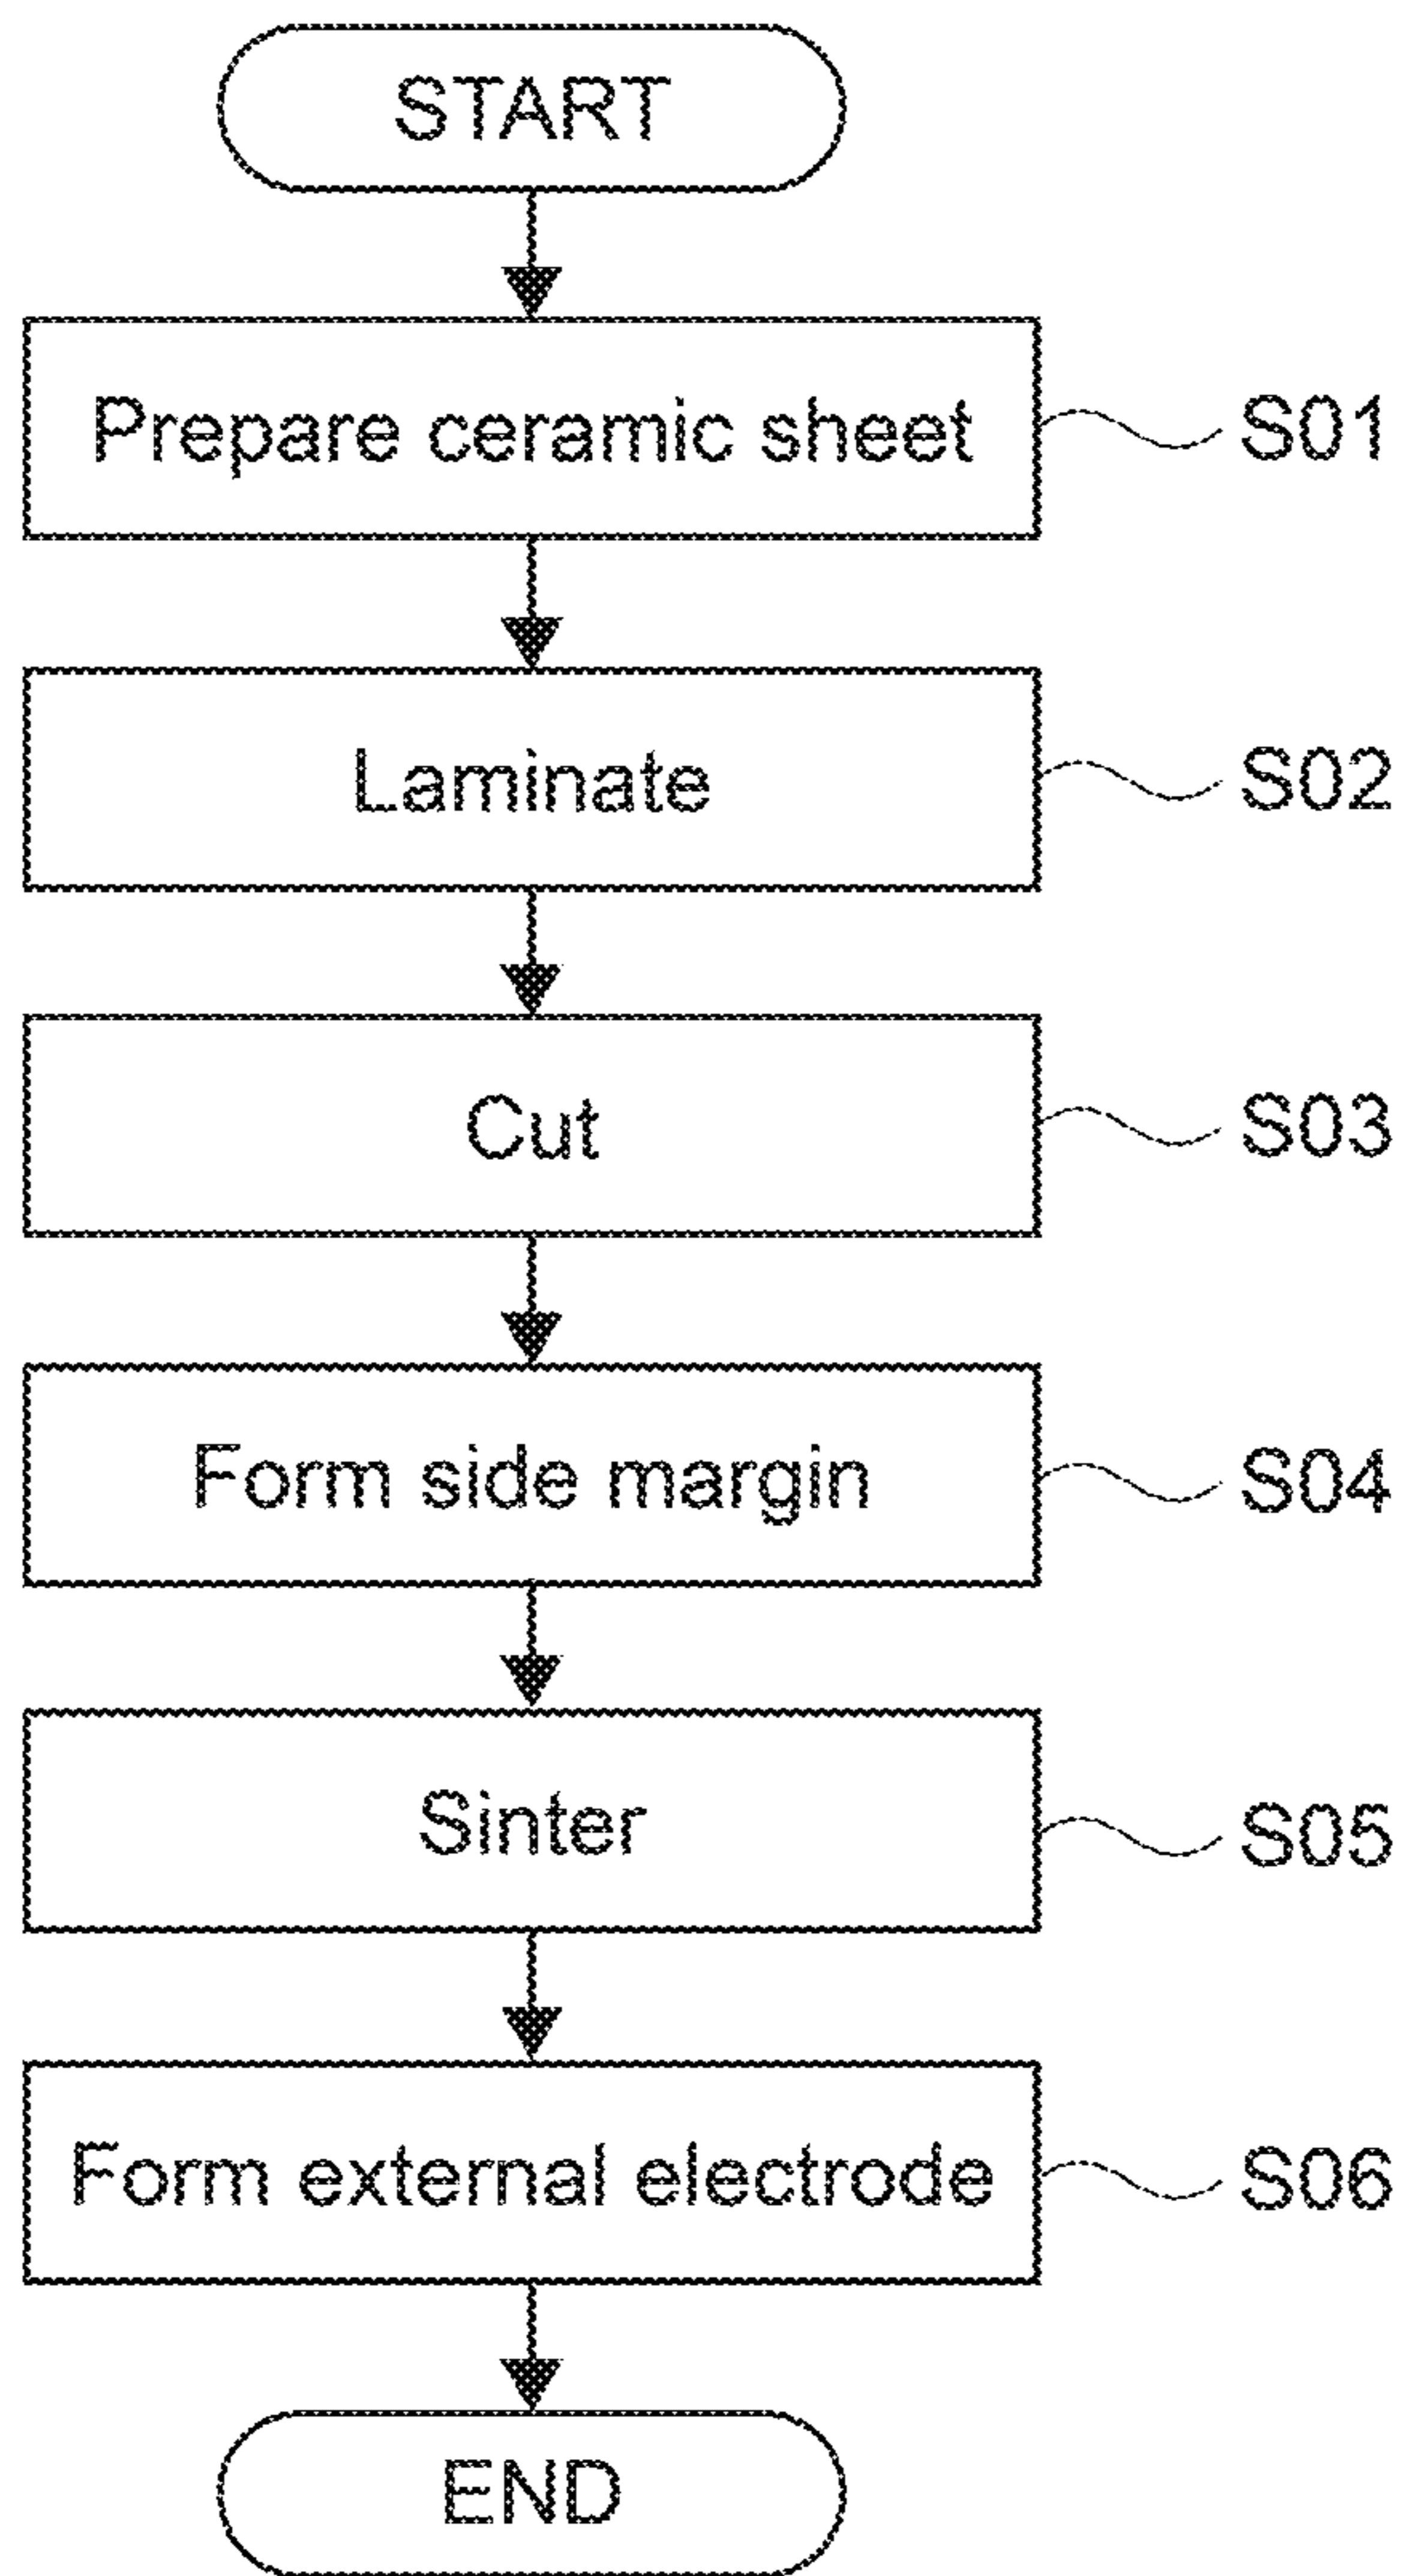 START
Prepare ceramic sheet
S01
Laminate
S02
Cut
S03
Form side margin
S04
Sinter
S05
Form external electrode
S06
END